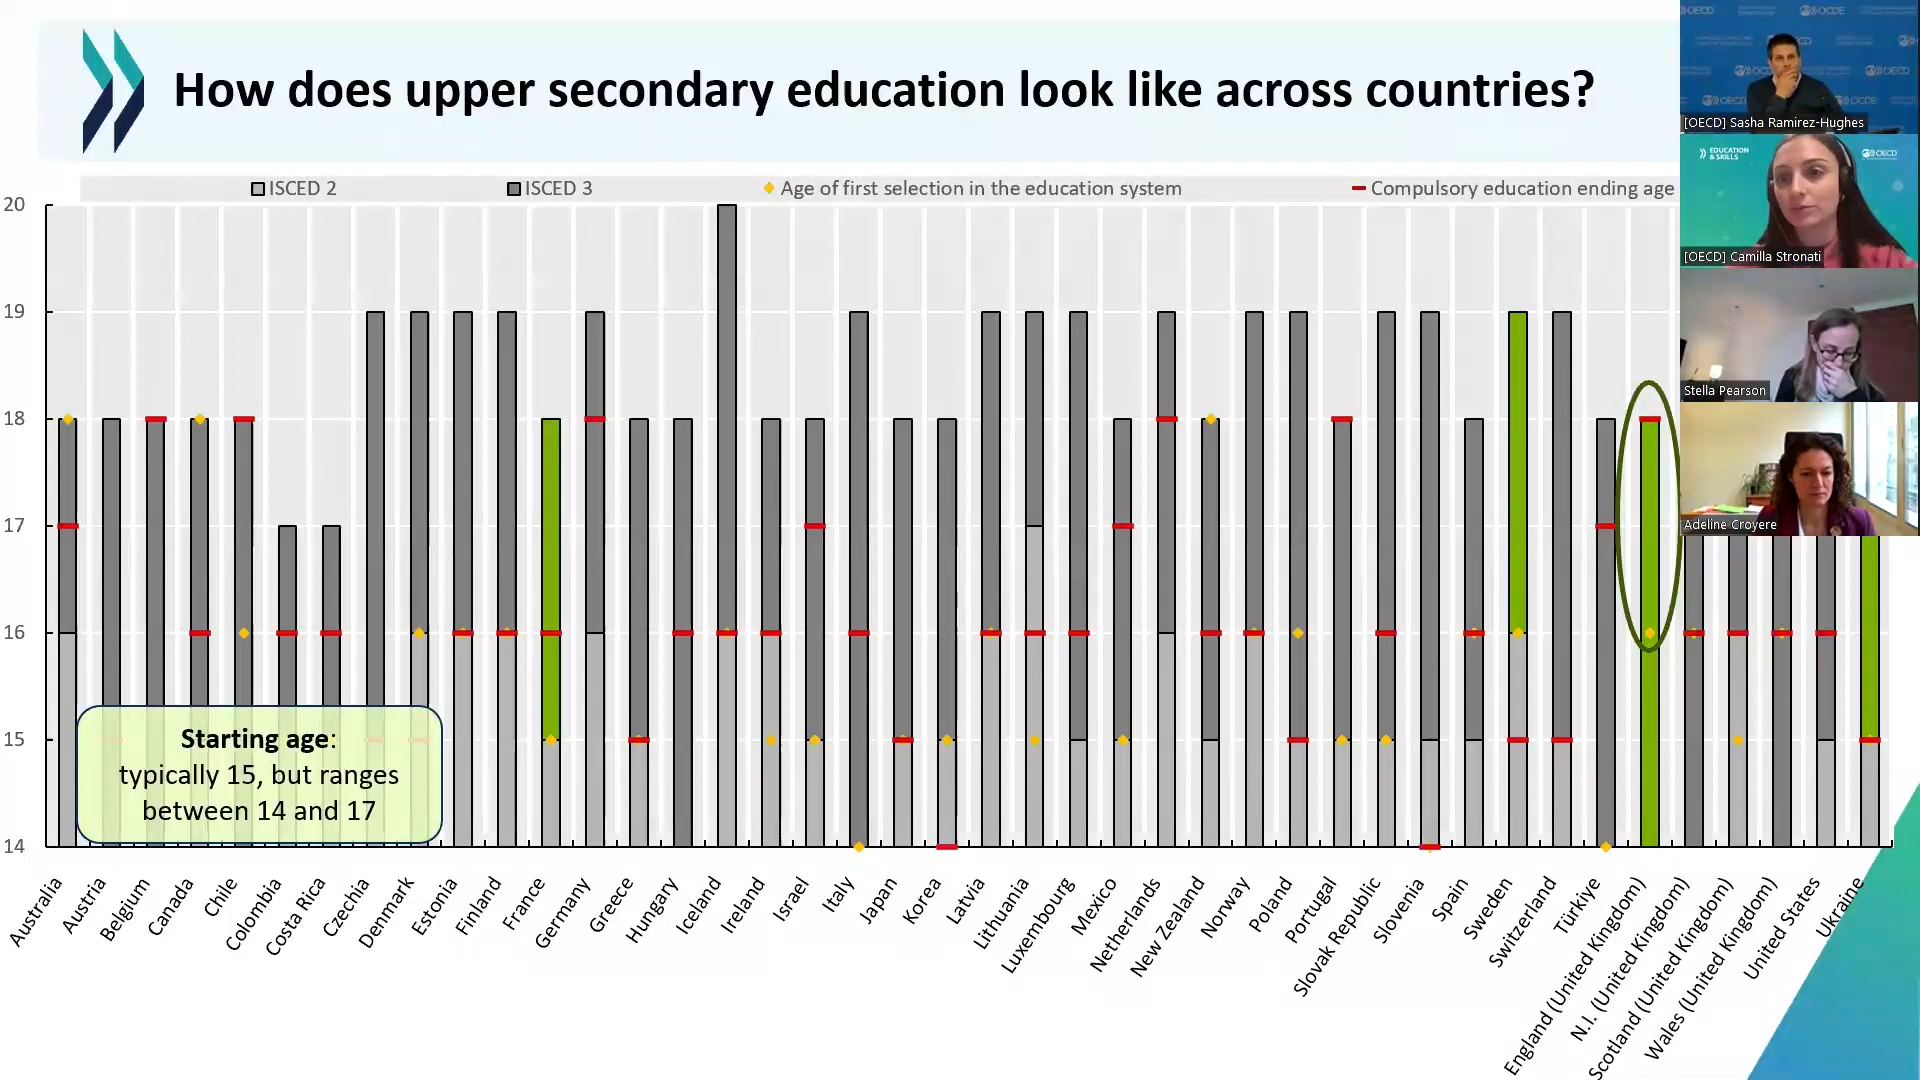 How does upper secondary education look like across countries?
ISCED 2
ISCED 3
Age of first selection in the education system
Compulsory education ending age
20
19
18
17
16
15
14
Starting age:
typically 15, but ranges
between 14 and 17
Australia
Austria
Belgium
Canada
Chile
Colombia
Costa Rica
Czechia
Denmark
Estonia
Finland
France
Germany
Greece
Hungary
Iceland
Ireland
Israel
Italy
Japan
Korea
Latvia
Lithuania
Luxembourg
Mexico
Netherlands
New Zealand
Norway
Poland
Portugal
Slovak Republic
Slovenia
Spain
Sweden
Switzerland
Türkiye
England (United Kingdom)
N.I. (United Kingdom)
Scotland (United Kingdom)
Wales (United Kingdom)
United States
Ukraine
[OECD] Sasha Ramirez-Hughes
EDUCATION
& SKILLS
OECD
[OECD] Camilla Stronati
Stella Pearson
Adeline Croyere